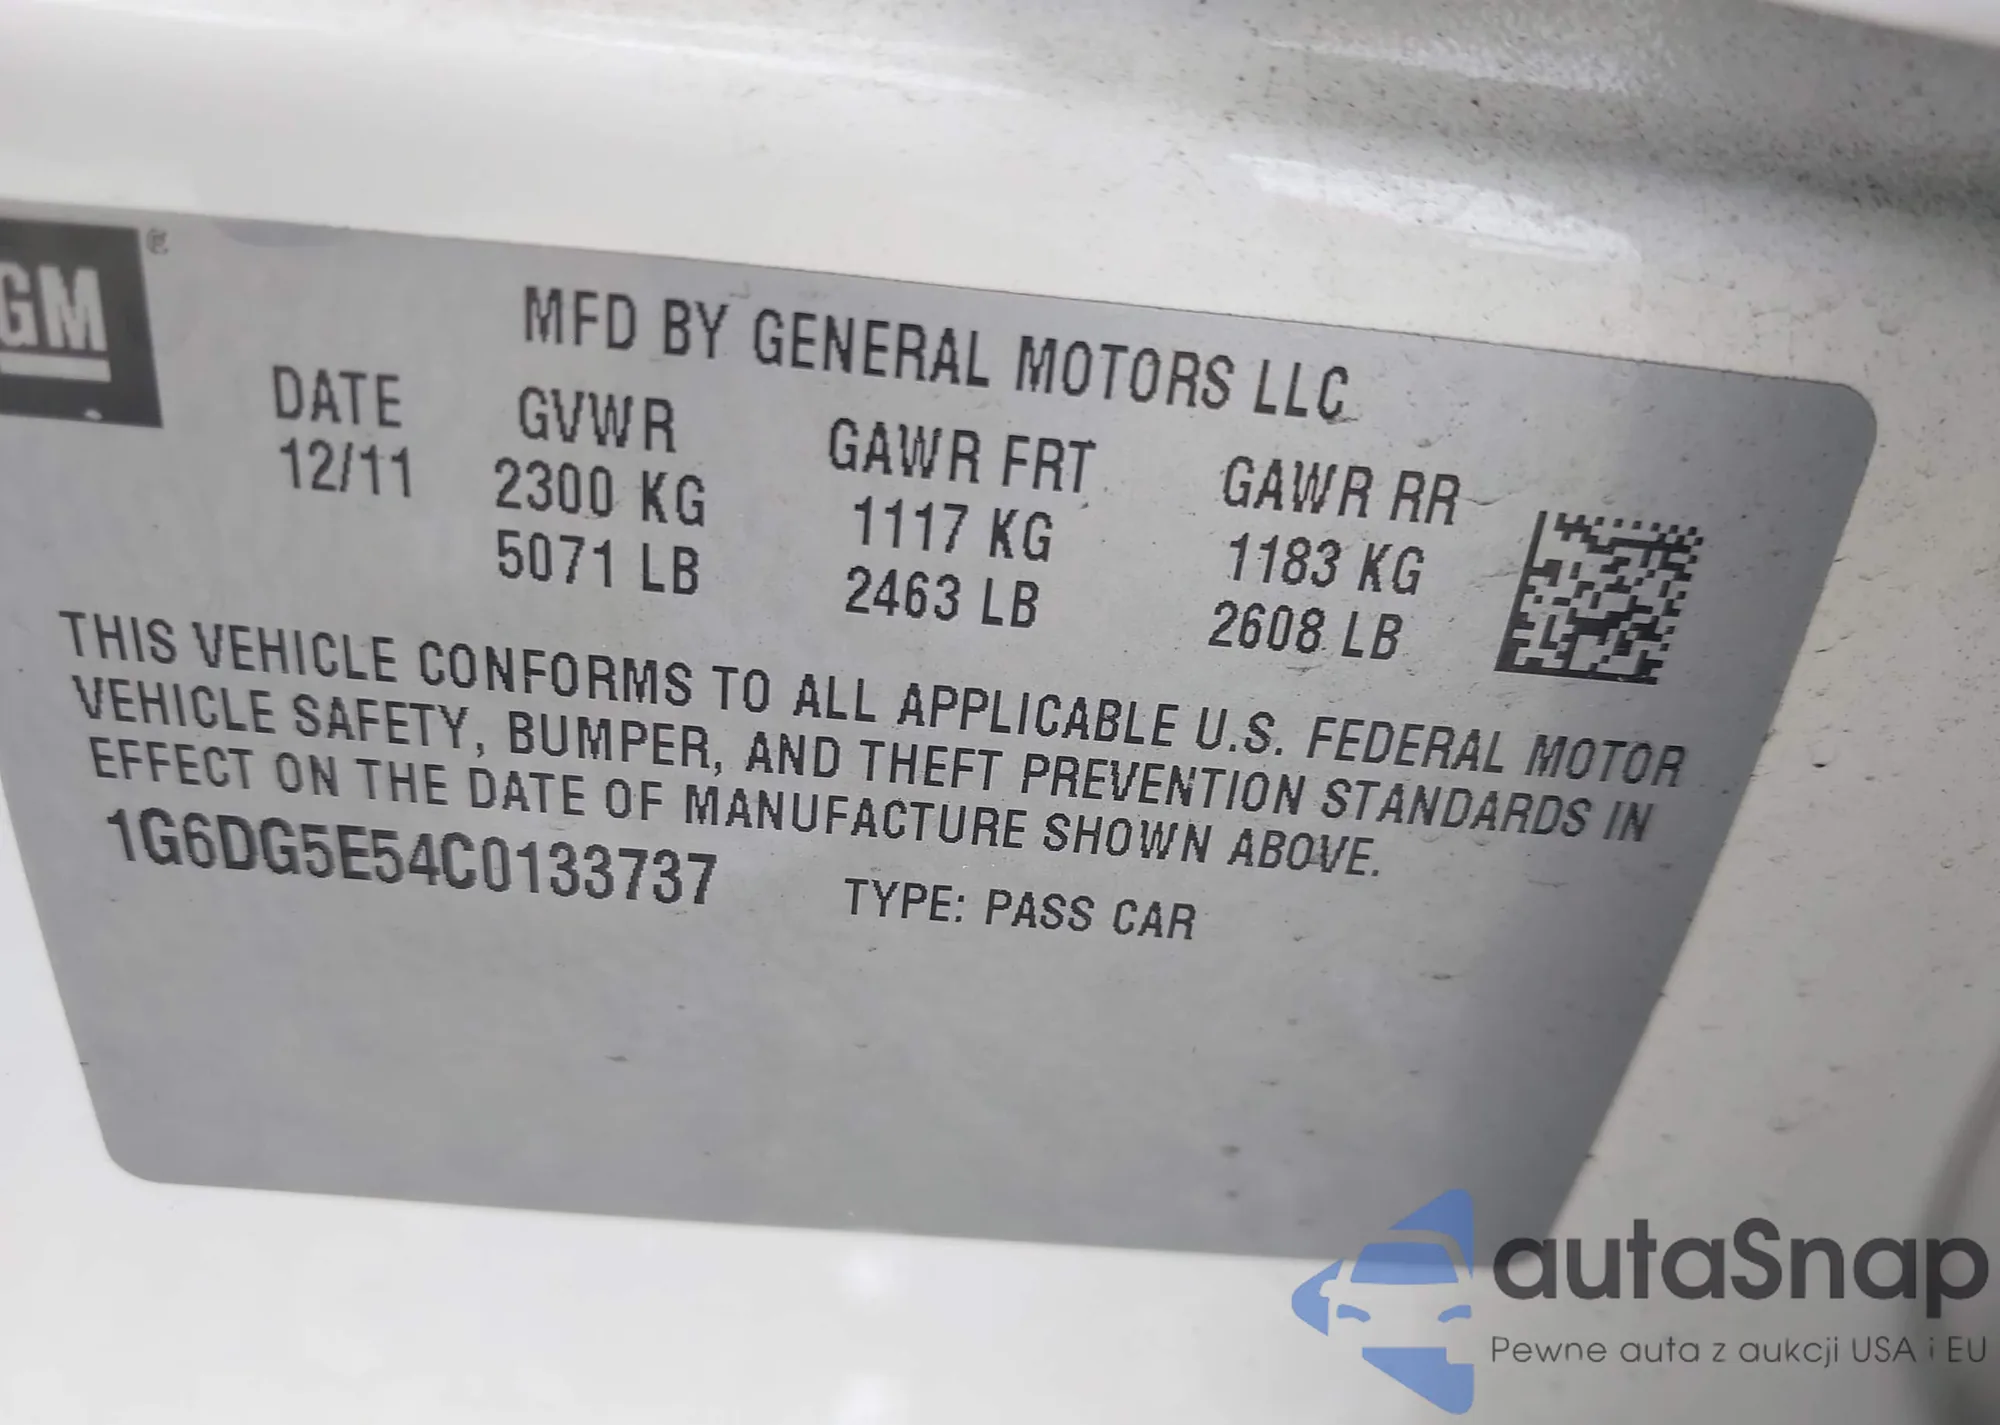 GM
MFD BY GENERAL MOTORS LLC
DATE GVWR GAWR FRT GAWR RR
12/11 2300 KG 1117 KG 1183 KG
5071 LB 2463 LB 2608 LB
THIS VEHICLE CONFORMS TO ALL APPLICABLE U.S. FEDERAL MOTOR
VEHICLE SAFETY, BUMPER, AND THEFT PREVENTION STANDARDS IN
EFFECT ON THE DATE OF MANUFACTURE SHOWN ABOVE.
1G6DG5E54C0133737 TYPE: PASS CAR
autaSnap
Pewne auta z aukcji USA i EU